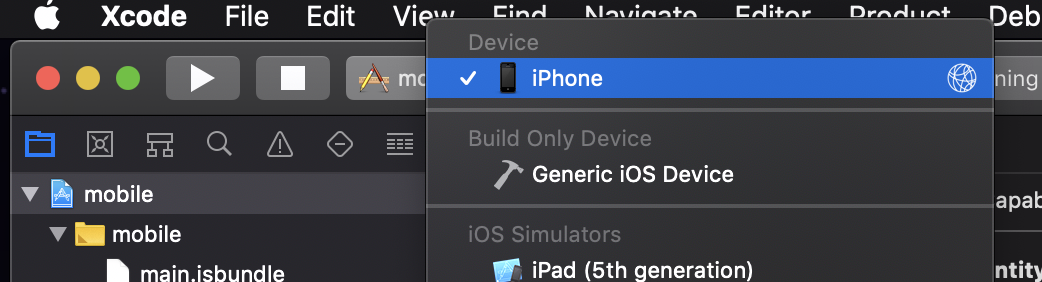 Xcode File Edit View Find Navigate Editor Product Deb
Device
mo
iPhone
ning
Build Only Device
Generic iOS Device
mobile
apab
mobile
iOS Simulators
main.jsbundle
iPad (5th generation)
ntity